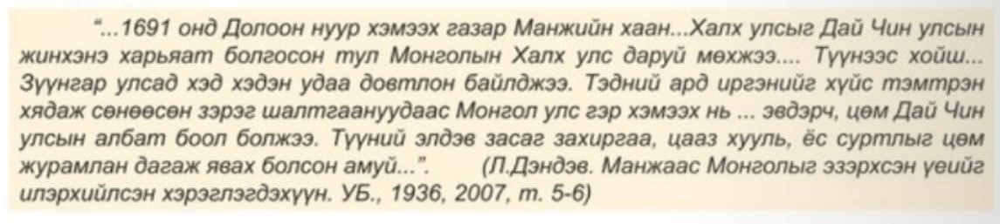 “...1691 онд Долоон нуур хэмээх газар Манжийн хаан...Халх улсыг Дай Чин улсын
жинхэнэ харьяат болгосон тул Монголын Халх улс даруй мөхжээ.... Түүнээс хойш...
Зүүнгар улсад хэд хэдэн удаа довтлон байлджээ. Тэдний ард иргэнийг хүйс тэмтрэн
хядаж сөнөөсөн зэрэг шалтгаануудаас Монгол улс гэр хэмээх нь ... эвдэрч, цөм Дай Чин
улсын албат боол болжээ. Түүний элдэв засаг захиргаа, цааз хууль, ёс суртлыг цөм
журамлан дагаж явах болсон амуй...”. (Л.Дэндэв. Манжаас Монголыг эзэрхсэн үеийг
илэрхийлсэн хэрэглэгдэхүүн. УБ., 1936, 2007, т. 5-6)